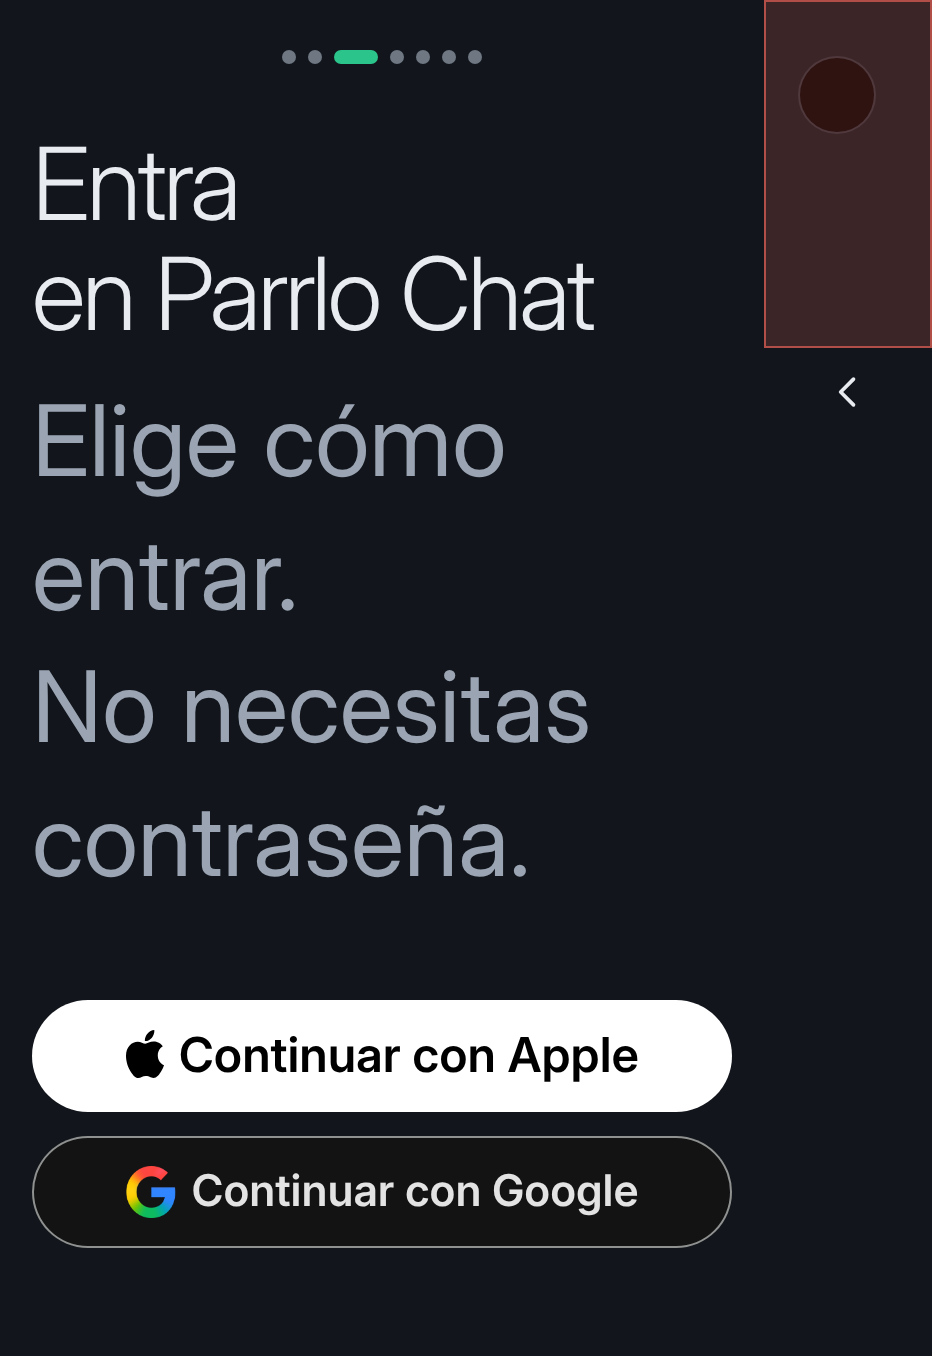 Entra
en Parrlo Chat
Elige cómo
entrar.
No necesitas
contraseña.
Continuar con Apple
Continuar con Google